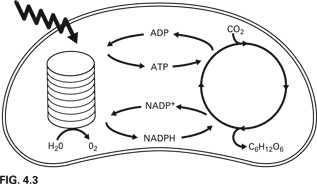 ADP
CO₂
ATP
NADP⁺
NADPH
H₂0
0₂
C₆H₁₂O₆
FIG. 4.3